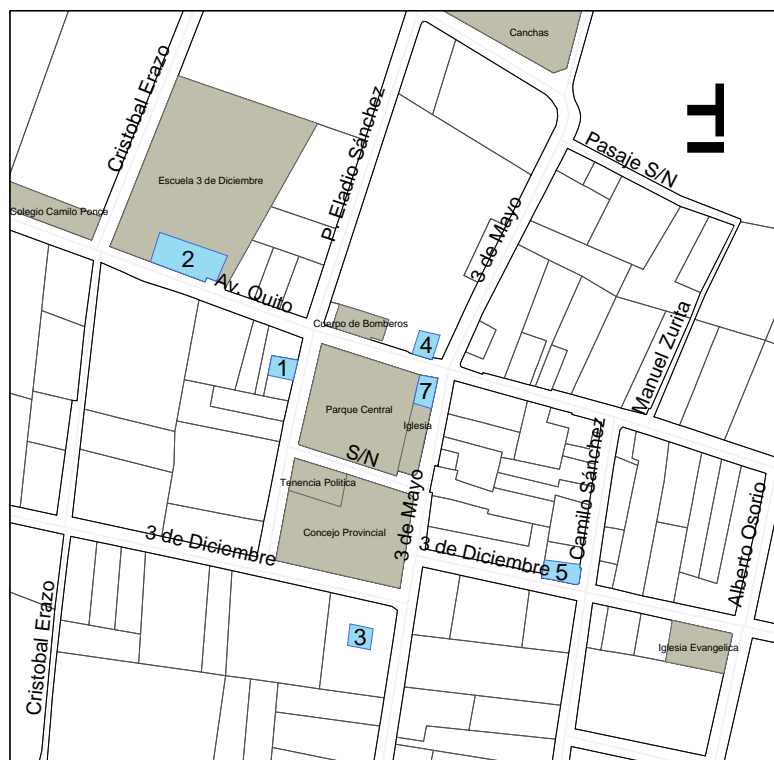 Canchas
Cristobal Erazo
P. Eladio Sánchez
Pasaje S/N
Escuela 3 de Diciembre
Colegio Camilo Ponce
3 de Mayo
2
Av. Quito
Cuerpo de Bomberos
4
Manuel Zurita
1
7
Parque Central
Iglesia
S/N
Tenencia Politica
Camilo Sánchez
3 de Mayo
Alberto Osorio
Concejo Provincial
3 de Diciembre
3 de Diciembre
5
Cristobal Erazo
3
Iglesia Evangelica